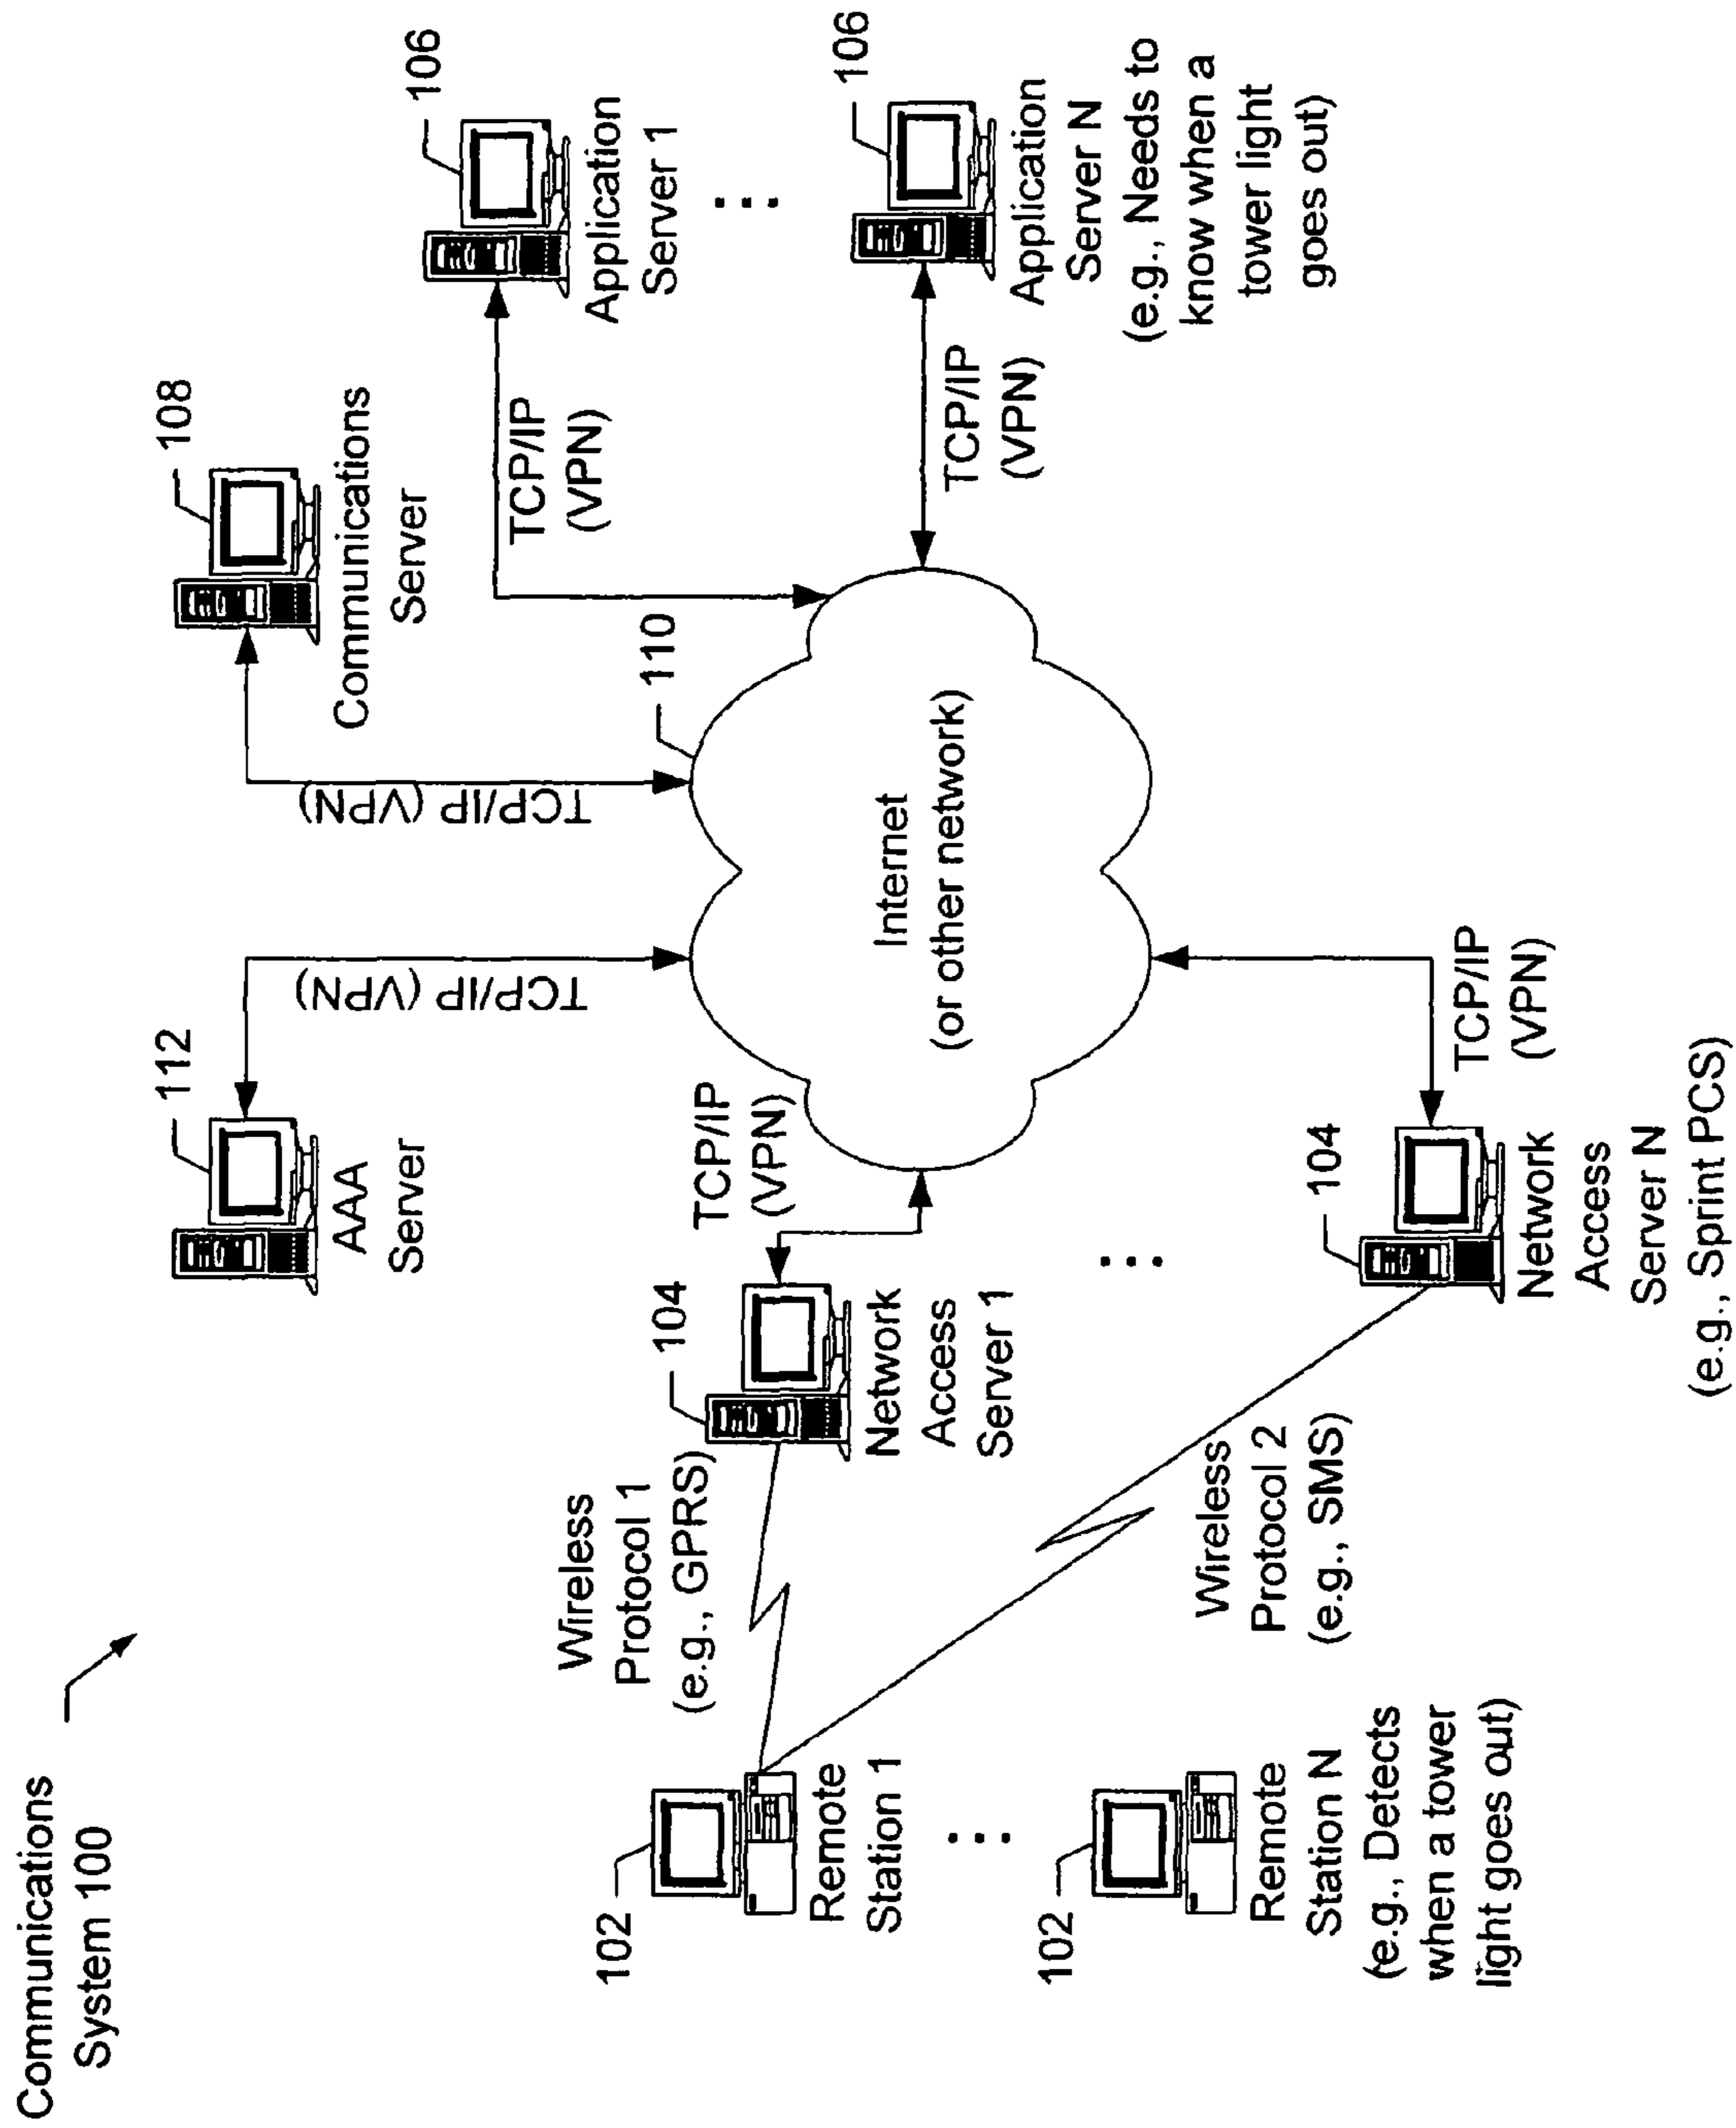 Communications
System 100
112
AAA
Server
TCP/IP (VPN)
108
Communications
Server
TCP/IP (VPN)
106
Application
Server 1
TCP/IP
(VPN)
...
106
Application
Server N
(e.g., Needs to
know when a
tower light
goes out)
TCP/IP
(VPN)
110
Internet
(or other network)
TCP/IP
(VPN)
Wireless
Protocol 1
(e.g., GPRS)
104
Network
Access
Server 1
...
102
Remote
Station 1
...
102
Remote
Station N
(e.g., Detects
when a tower
light goes out)
Wireless
Protocol 2
(e.g., SMS)
104
Network
Access
Server N
(e.g., Sprint PCS)
TCP/IP
(VPN)